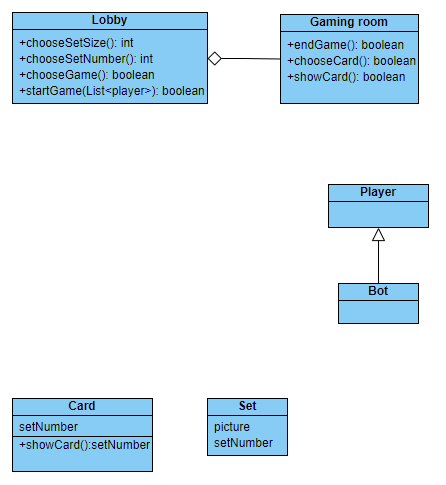 Lobby
+chooseSetSize(): int
+chooseSetNumber(): int
+chooseGame(): boolean
+startGame(List<player>): boolean
Gaming room
+endGame(): boolean
+chooseCard(): boolean
+showCard(): boolean
Player
Bot
Card
setNumber
+showCard():setNumber
Set
picture
setNumber